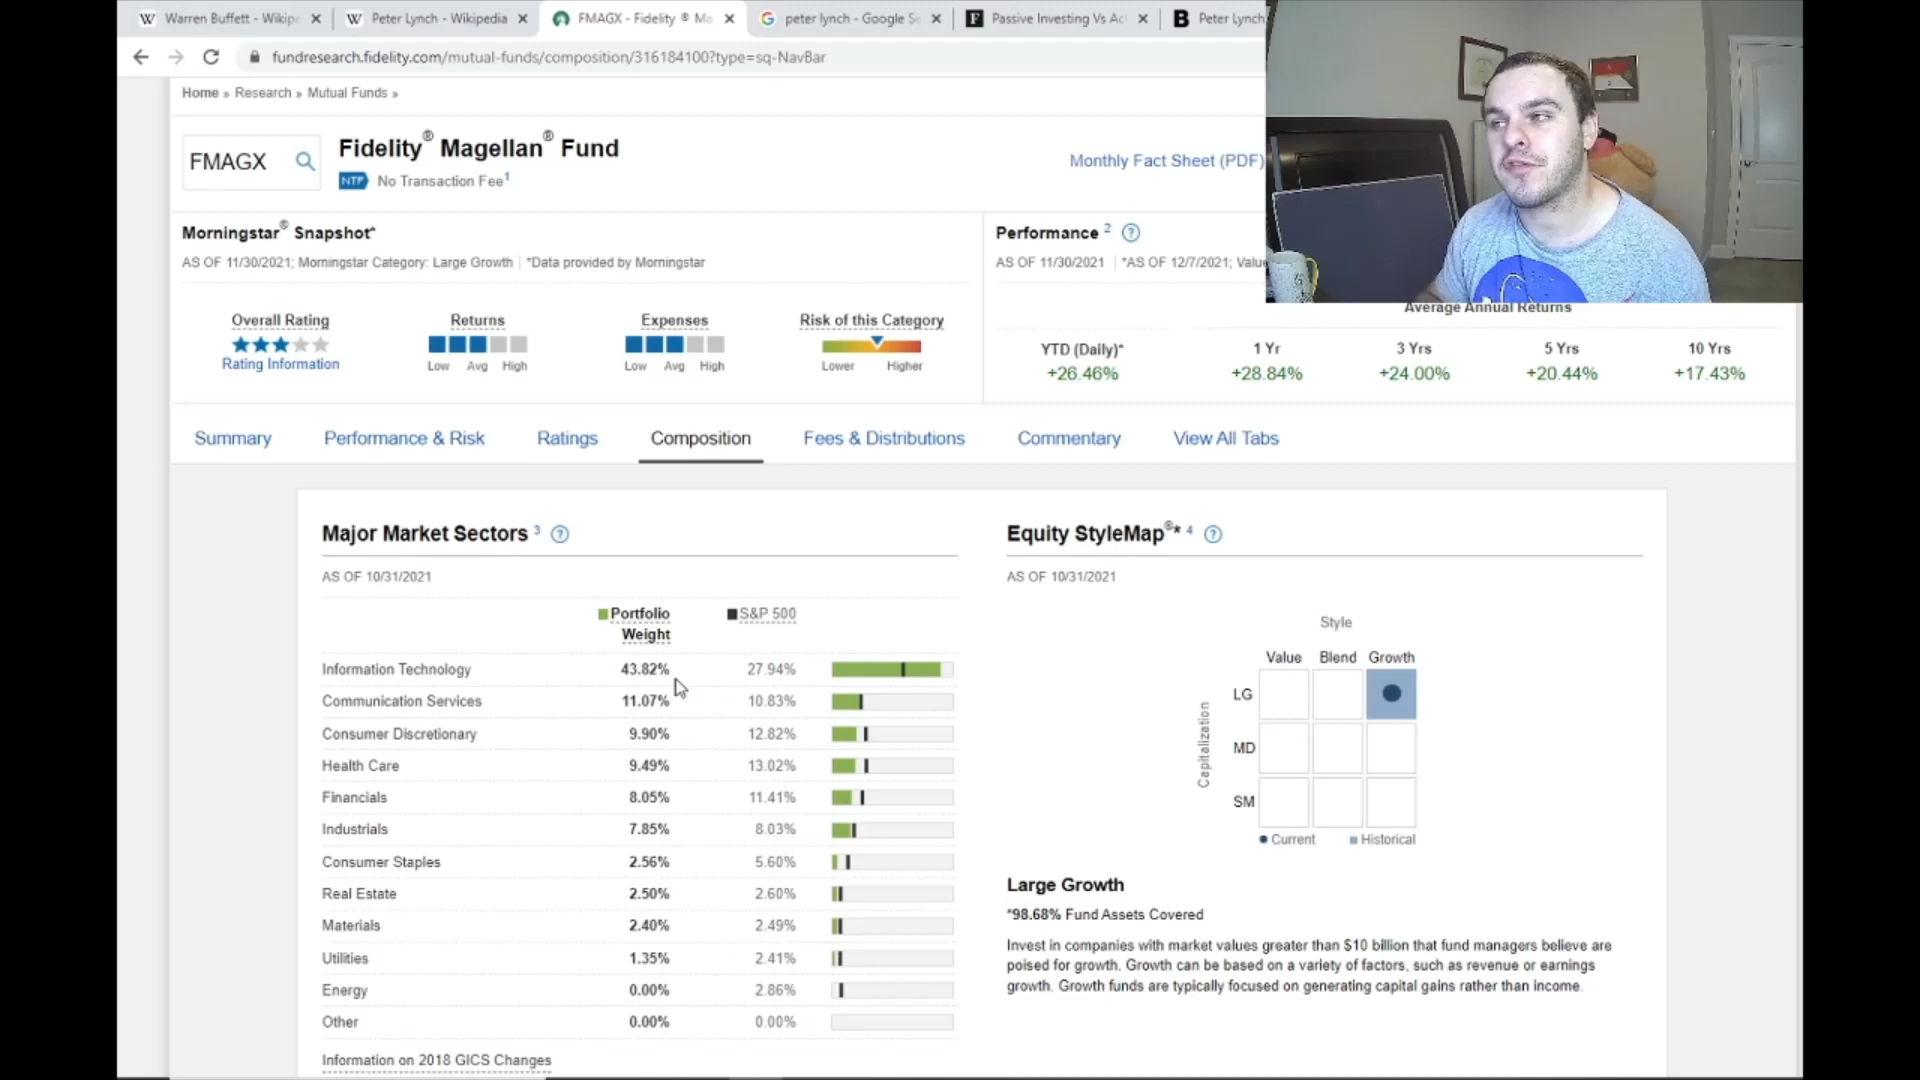 Warren Buffett - Wikip
Peter Lynch - Wikipedia
FMAGX - Fidelity ® Ma
peter lynch - Google Se
Passive Investing Vs Ac
Peter Lynch
fundresearch.fidelity.com/mutual-funds/composition/316184100?type=sq-NavBar
Home » Research » Mutual Funds »
FMAGX
Fidelity® Magellan® Fund
NTF No Transaction Fee1
Monthly Fact Sheet (PDF)
Morningstar® Snapshot*
AS OF 11/30/2021; Morningstar Category: Large Growth | *Data provided by Morningstar
Performance 2 ?
AS OF 11/30/2021 | *AS OF 12/7/2021;
Overall Rating
Rating Information
Returns
Low Avg High
Expenses
Low Avg High
Risk of this Category
Lower Higher
Average Annual Returns
YTD (Daily)* 1 Yr 3 Yrs 5 Yrs 10 Yrs
+26.46% +28.84% +24.00% +20.44% +17.43%
Summary Performance & Risk Ratings Composition Fees & Distributions Commentary View All Tabs
Major Market Sectors 3 ?
AS OF 10/31/2021
Portfolio Weight S&P 500
Information Technology 43.82% 27.94%
Communication Services 11.07% 10.83%
Consumer Discretionary 9.90% 12.82%
Health Care 9.49% 13.02%
Financials 8.05% 11.41%
Industrials 7.85% 8.03%
Consumer Staples 2.56% 5.60%
Real Estate 2.50% 2.60%
Materials 2.40% 2.49%
Utilities 1.35% 2.41%
Energy 0.00% 2.86%
Other 0.00% 0.00%
Information on 2018 GICS Changes
Equity StyleMap®* 4 ?
AS OF 10/31/2021
Style
Value Blend Growth
Capitalization
LG
MD
SM
Current Historical
Large Growth
*98.68% Fund Assets Covered
Invest in companies with market values greater than $10 billion that fund managers believe are
poised for growth. Growth can be based on a variety of factors, such as revenue or earnings
growth. Growth funds are typically focused on generating capital gains rather than income.